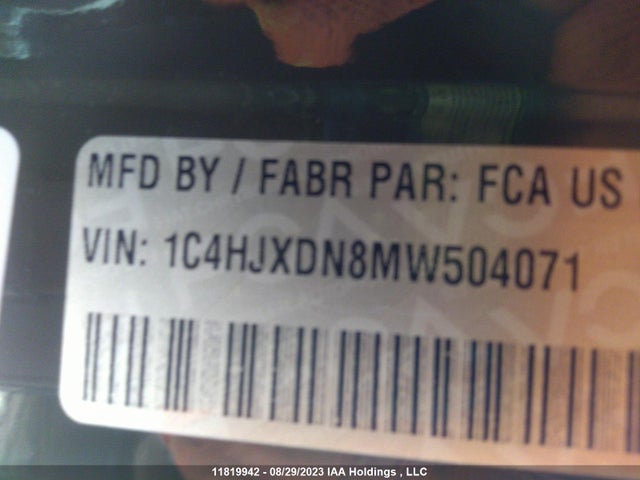 MFD BY / FABR PAR: FCA US
VIN: 1C4HJXDN8MW504071
11819942 - 08/29/2023 IAA Holdings , LLC